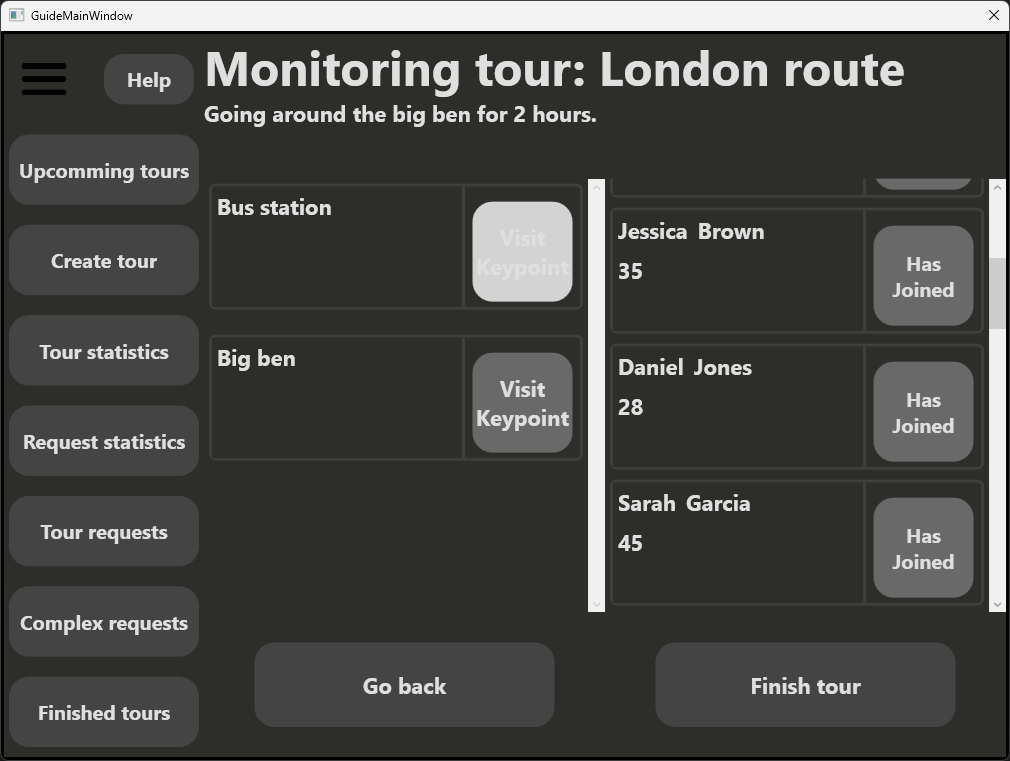 GuideMainWindow
Help
Monitoring tour: London route
Going around the big ben for 2 hours.
Upcomming tours
Create tour
Tour statistics
Request statistics
Tour requests
Complex requests
Finished tours
Bus station
Visit
Keypoint
Big ben
Visit
Keypoint
Jessica Brown
35
Has
Joined
Daniel Jones
28
Has
Joined
Sarah Garcia
45
Has
Joined
Go back
Finish tour